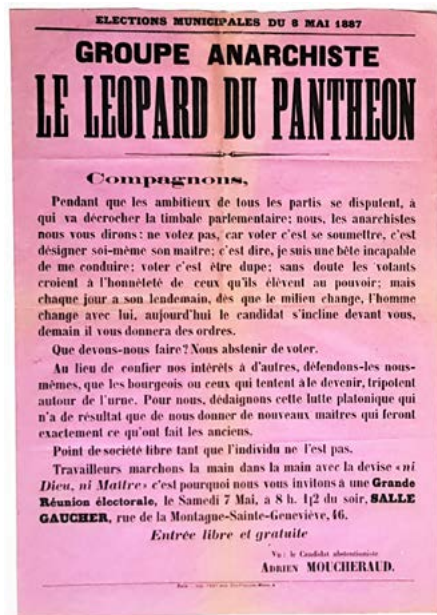 ELECTIONS MUNICIPALES DU 8 MAI 1887
GROUPE ANARCHISTE
LE LEOPARD DU PANTHEON
Compagnons,
Pendant que les ambitieux de tous les partis se disputent, à
qui va décrocher la timbale parlementaire; nous, les anarchistes
nous vous dirons: ne votez pas, car voter c'est se soumettre, c'est
désigner soi-même son maître; c'est dire, je suis une bête incapable
de me conduire; voter c'est être dupe; sans doute les votants
croient à l'honnêteté de ceux qu'ils élèvent au pouvoir; mais
chaque jour a son lendemain, dès que le milieu change, l'homme
change avec lui, aujourd'hui le candidat s'incline devant vous,
demain il vous donnera des ordres.
Que devons-nous faire? Nous abstenir de voter.
Au lieu de confier nos intérêts à d'autres, défendons-les nous-
mêmes, que les bourgeois ou ceux qui tentent à le devenir, tripotent
autour de l'urne. Pour nous, dédaignons cette lutte platonique qui
n'a de résultat que de nous donner de nouveaux maîtres qui feront
exactement ce qu'ont fait les anciens.
Point de société libre tant que l'individu ne l'est pas.
Travailleurs marchons la main dans la main avec la devise «ni
Dieu, ni Maître» c'est pourquoi nous vous invitons à une Grande
Réunion électorale, le Samedi 7 Mai, à 8 h. 1/2 du soir, SALLE
GAUCHER, rue de la Montagne-Sainte-Geneviève, 46.
Entrée libre et gratuite
Vu: le Candidat abstentionniste
ADRIEN MOUCHERAUD.